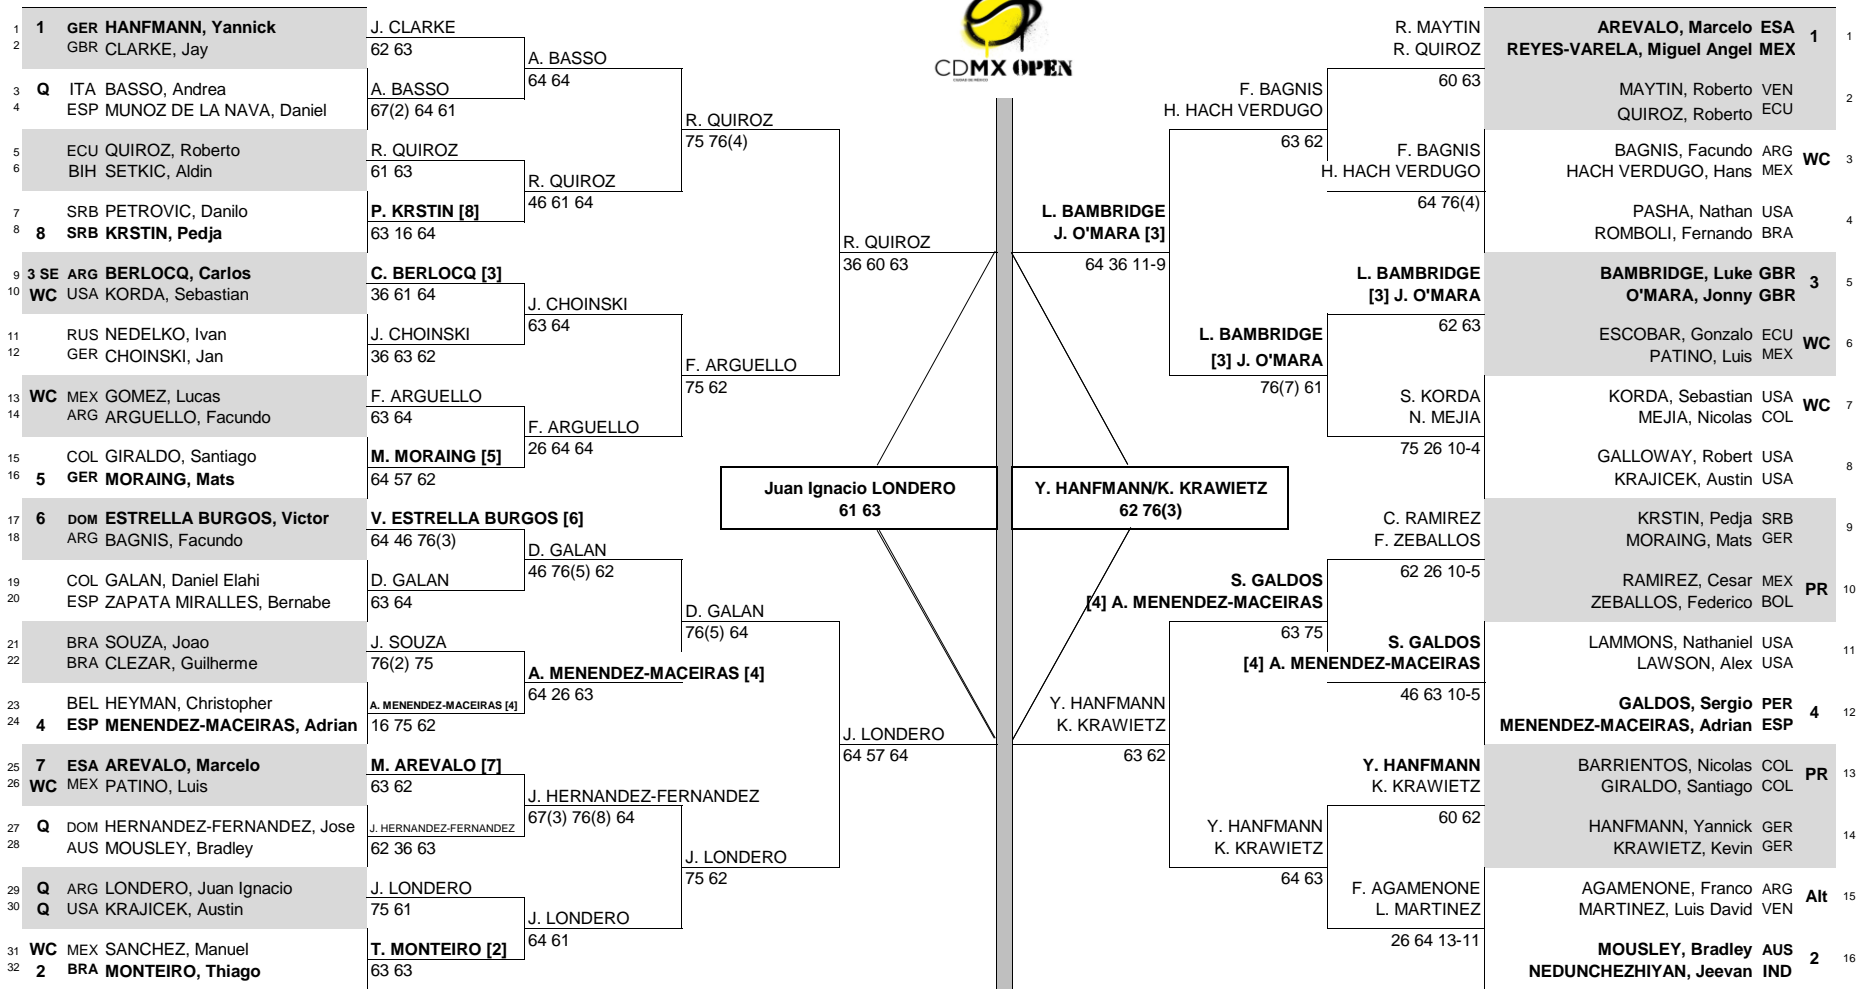 CDMX OPEN
1 1 GER HANFMANN, Yannick
2 GBR CLARKE, Jay
3 Q ITA BASSO, Andrea
4 ESP MUNOZ DE LA NAVA, Daniel
5 ECU QUIROZ, Roberto
6 BIH SETKIC, Aldin
7 SRB PETROVIC, Danilo
8 8 SRB KRSTIN, Pedja
9 3 SE ARG BERLOCQ, Carlos
10 WC USA KORDA, Sebastian
11 RUS NEDELKO, Ivan
12 GER CHOINSKI, Jan
13 WC MEX GOMEZ, Lucas
14 ARG ARGUELLO, Facundo
15 COL GIRALDO, Santiago
16 5 GER MORAING, Mats
17 6 DOM ESTRELLA BURGOS, Victor
18 ARG BAGNIS, Facundo
19 COL GALAN, Daniel Elahi
20 ESP ZAPATA MIRALLES, Bernabe
21 BRA SOUZA, Joao
22 BRA CLEZAR, Guilherme
23 BEL HEYMAN, Christopher
24 4 ESP MENENDEZ-MACEIRAS, Adrian
25 7 ESA AREVALO, Marcelo
26 WC MEX PATINO, Luis
27 Q DOM HERNANDEZ-FERNANDEZ, Jose
28 AUS MOUSLEY, Bradley
29 Q ARG LONDERO, Juan Ignacio
30 Q USA KRAJICEK, Austin
31 WC MEX SANCHEZ, Manuel
32 2 BRA MONTEIRO, Thiago
J. CLARKE
62 63
A. BASSO
67(2) 64 61
R. QUIROZ
61 63
P. KRSTIN [8]
63 16 64
C. BERLOCQ [3]
36 61 64
J. CHOINSKI
36 63 62
F. ARGUELLO
63 64
M. MORAING [5]
64 57 62
V. ESTRELLA BURGOS [6]
64 46 76(3)
D. GALAN
63 64
J. SOUZA
76(2) 75
A. MENENDEZ-MACEIRAS [4]
16 75 62
M. AREVALO [7]
63 62
J. HERNANDEZ-FERNANDEZ
62 36 63
J. LONDERO
75 61
T. MONTEIRO [2]
63 63
A. BASSO
64 64
R. QUIROZ
46 61 64
J. CHOINSKI
63 64
F. ARGUELLO
26 64 64
D. GALAN
46 76(5) 62
A. MENENDEZ-MACEIRAS [4]
64 26 63
J. HERNANDEZ-FERNANDEZ
67(3) 76(8) 64
J. LONDERO
64 61
R. QUIROZ
75 76(4)
F. ARGUELLO
75 62
D. GALAN
76(5) 64
J. LONDERO
75 62
R. QUIROZ
36 60 63
J. LONDERO
64 57 64
Juan Ignacio LONDERO
61 63
Y. HANFMANN/K. KRAWIETZ
62 76(3)
L. BAMBRIDGE
J. O'MARA [3]
64 36 11-9
Y. HANFMANN
K. KRAWIETZ
63 62
F. BAGNIS
H. HACH VERDUGO
63 62
L. BAMBRIDGE
[3] J. O'MARA
76(7) 61
S. GALDOS
[4] A. MENENDEZ-MACEIRAS
63 75
Y. HANFMANN
K. KRAWIETZ
64 63
R. MAYTIN
R. QUIROZ
60 63
F. BAGNIS
H. HACH VERDUGO
64 76(4)
L. BAMBRIDGE
[3] J. O'MARA
62 63
S. KORDA
N. MEJIA
75 26 10-4
C. RAMIREZ
F. ZEBALLOS
62 26 10-5
S. GALDOS
[4] A. MENENDEZ-MACEIRAS
46 63 10-5
Y. HANFMANN
K. KRAWIETZ
60 62
F. AGAMENONE
L. MARTINEZ
26 64 13-11
AREVALO, Marcelo ESA 1 1
REYES-VARELA, Miguel Angel MEX
MAYTIN, Roberto VEN 2
QUIROZ, Roberto ECU
BAGNIS, Facundo ARG WC 3
HACH VERDUGO, Hans MEX
PASHA, Nathan USA 4
ROMBOLI, Fernando BRA
BAMBRIDGE, Luke GBR 3 5
O'MARA, Jonny GBR
ESCOBAR, Gonzalo ECU WC 6
PATINO, Luis MEX
KORDA, Sebastian USA WC 7
MEJIA, Nicolas COL
GALLOWAY, Robert USA 8
KRAJICEK, Austin USA
KRSTIN, Pedja SRB 9
MORAING, Mats GER
RAMIREZ, Cesar MEX PR 10
ZEBALLOS, Federico BOL
LAMMONS, Nathaniel USA 11
LAWSON, Alex USA
GALDOS, Sergio PER 4 12
MENENDEZ-MACEIRAS, Adrian ESP
BARRIENTOS, Nicolas COL PR 13
GIRALDO, Santiago COL
HANFMANN, Yannick GER 14
KRAWIETZ, Kevin GER
AGAMENONE, Franco ARG Alt 15
MARTINEZ, Luis David VEN
MOUSLEY, Bradley AUS 2 16
NEDUNCHEZHIYAN, Jeevan IND